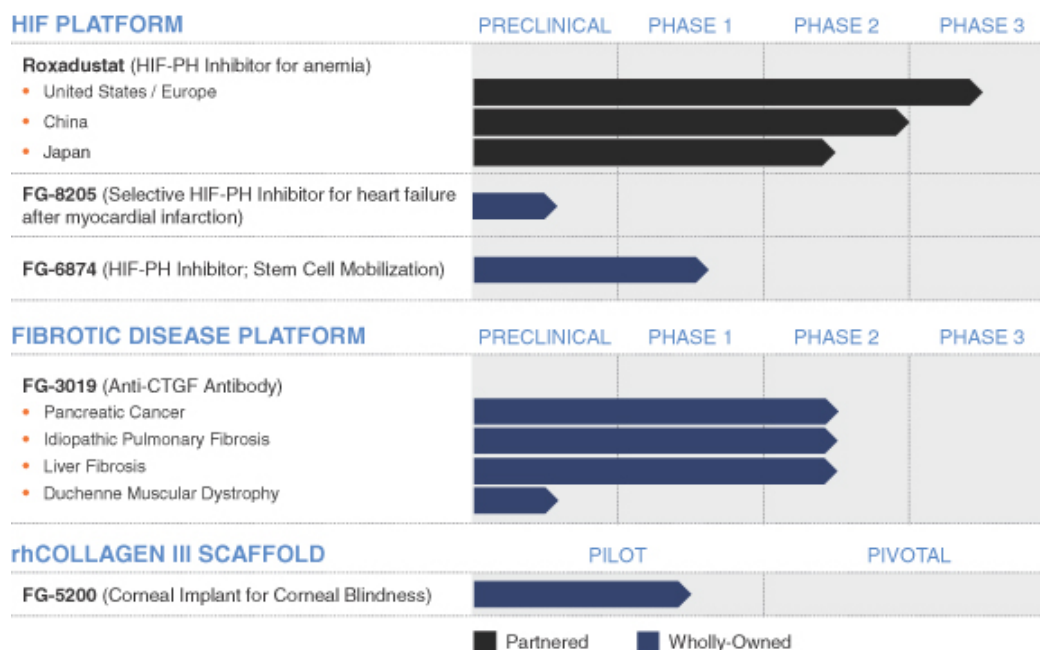 HIF PLATFORM PRECLINICAL PHASE 1 PHASE 2 PHASE 3
Roxadustat (HIF-PH Inhibitor for anemia)
• United States / Europe
• China
• Japan
FG-8205 (Selective HIF-PH Inhibitor for heart failure
after myocardial infarction)
FG-6874 (HIF-PH Inhibitor; Stem Cell Mobilization)
FIBROTIC DISEASE PLATFORM PRECLINICAL PHASE 1 PHASE 2 PHASE 3
FG-3019 (Anti-CTGF Antibody)
• Pancreatic Cancer
• Idiopathic Pulmonary Fibrosis
• Liver Fibrosis
• Duchenne Muscular Dystrophy
rhCOLLAGEN III SCAFFOLD PILOT PIVOTAL
FG-5200 (Corneal Implant for Corneal Blindness)
Partnered Wholly-Owned